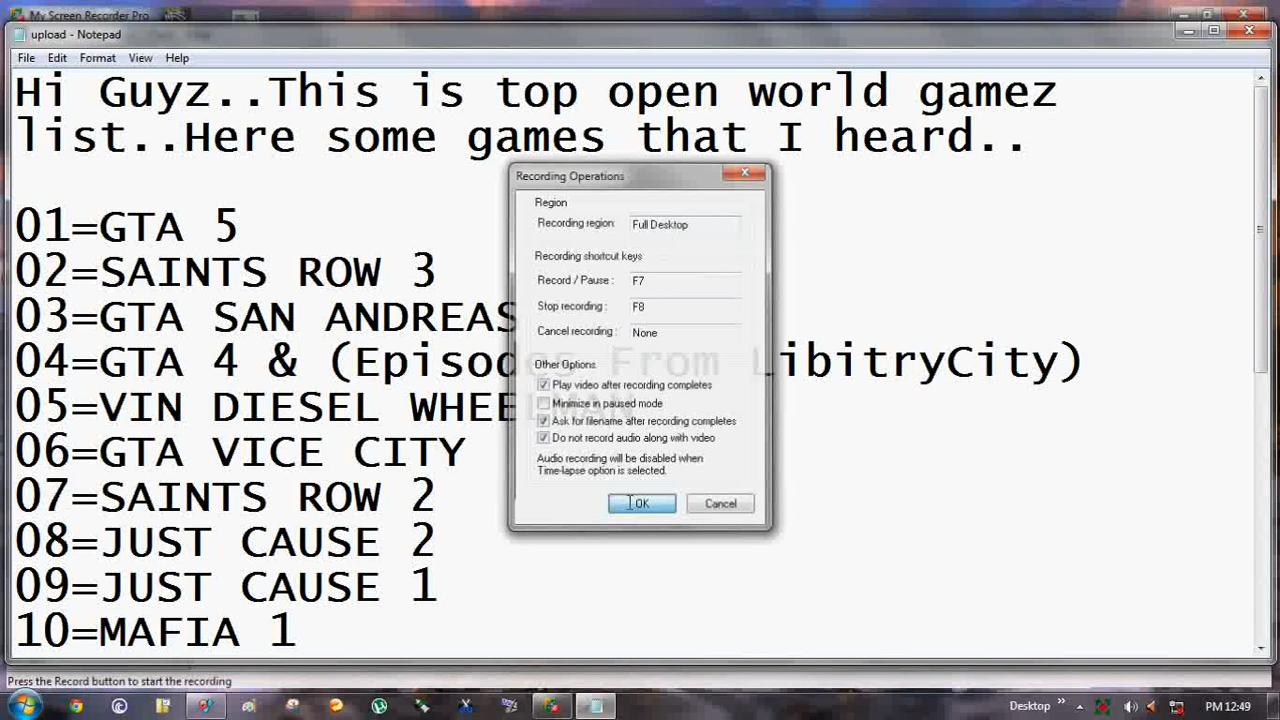 My Screen Recorder Pro
upload - Notepad
File Edit Format View Help
Hi Guyz..This is top open world gamez
list..Here some games that I heard..
01=GTA 5
02=SAINTS ROW 3
03=GTA SAN ANDREAS
04=GTA 4 & (Episodes From LibitryCity)
05=VIN DIESEL WHEELMAN
06=GTA VICE CITY
07=SAINTS ROW 2
08=JUST CAUSE 2
09=JUST CAUSE 1
10=MAFIA 1
Recording Operations
Region
Recording region: Full Desktop
Recording shortcut keys
Record / Pause : F7
Stop recording : F8
Cancel recording : None
Other Options
Play video after recording completes
Minimize in paused mode
Ask for filename after recording completes
Do not record audio along with video
Audio recording will be disabled when
Time-lapse option is selected.
OK Cancel
Press the Record button to start the recording
Desktop
PM 12:49